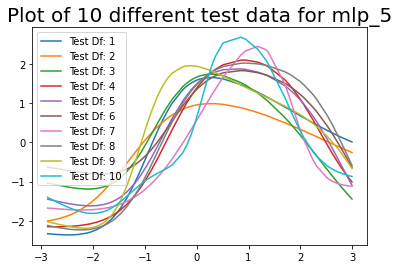 Plot of 10 different test data for mlp_5
Test Df: 1
Test Df: 2
Test Df: 3
Test Df: 4
Test Df: 5
Test Df: 6
Test Df: 7
Test Df: 8
Test Df: 9
Test Df: 10
2
1
0
−1
−2
−3 −2 −1 0 1 2 3